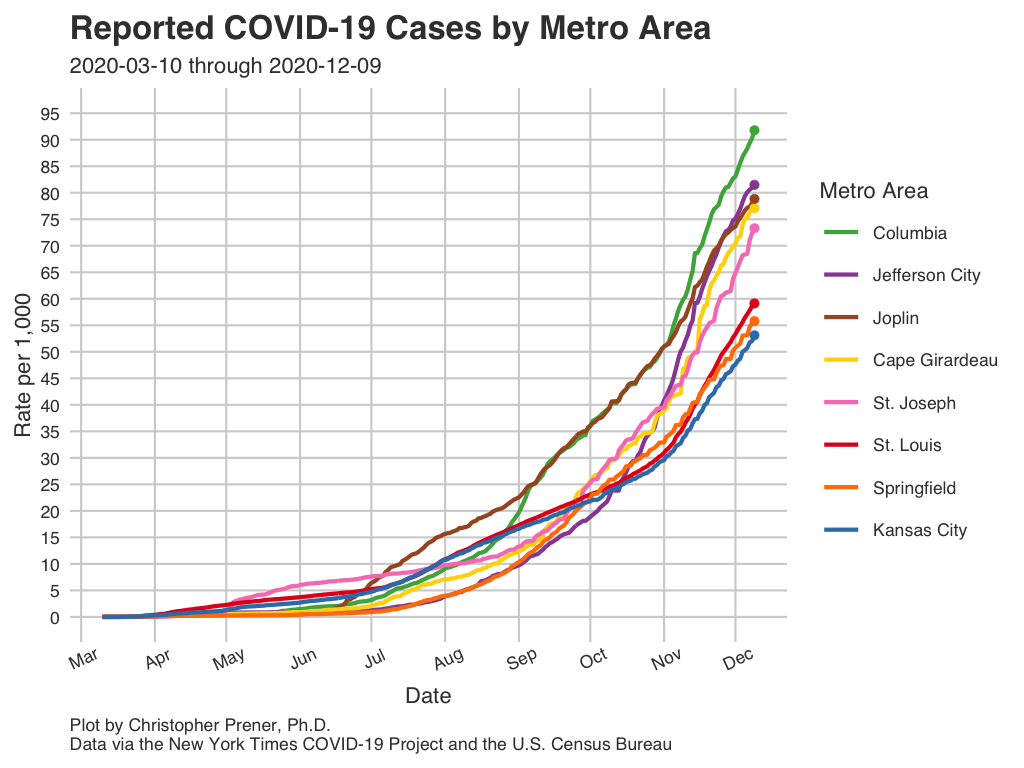 Reported COVID-19 Cases by Metro Area
2020-03-10 through 2020-12-09
95
90
85
80
75
70
65
60
55
50
45
40
35
30
25
20
15
10
5
0
Rate per 1,000
Mar Apr May Jun Jul Aug Sep Oct Nov Dec
Date
Metro Area
Columbia
Jefferson City
Joplin
Cape Girardeau
St. Joseph
St. Louis
Springfield
Kansas City
Plot by Christopher Prener, Ph.D.
Data via the New York Times COVID-19 Project and the U.S. Census Bureau